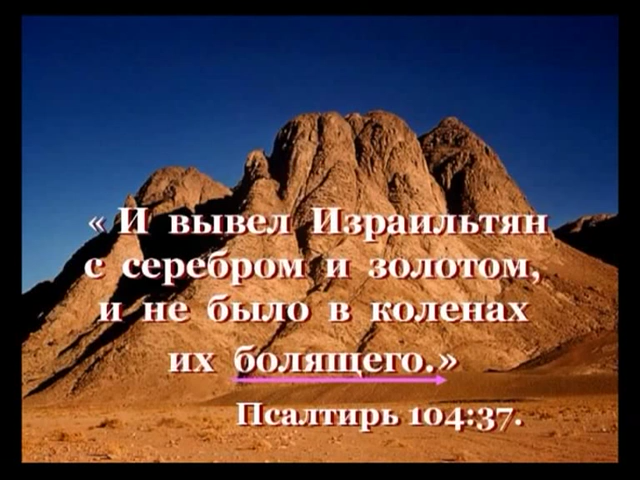 « И вывел Израильтян
с серебром и золотом,
и не было в коленах
их болящего.»
Псалтирь 104:37.